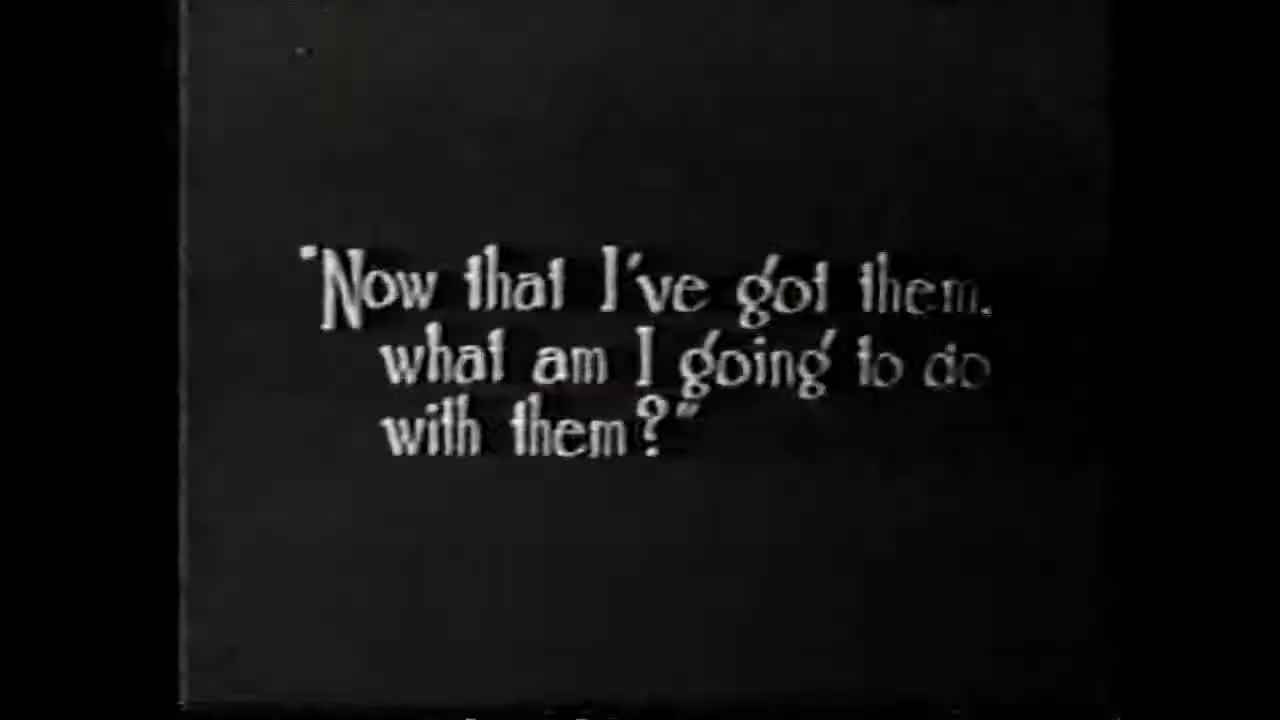 "Now that I've got them,
what am I going to do
with them?"